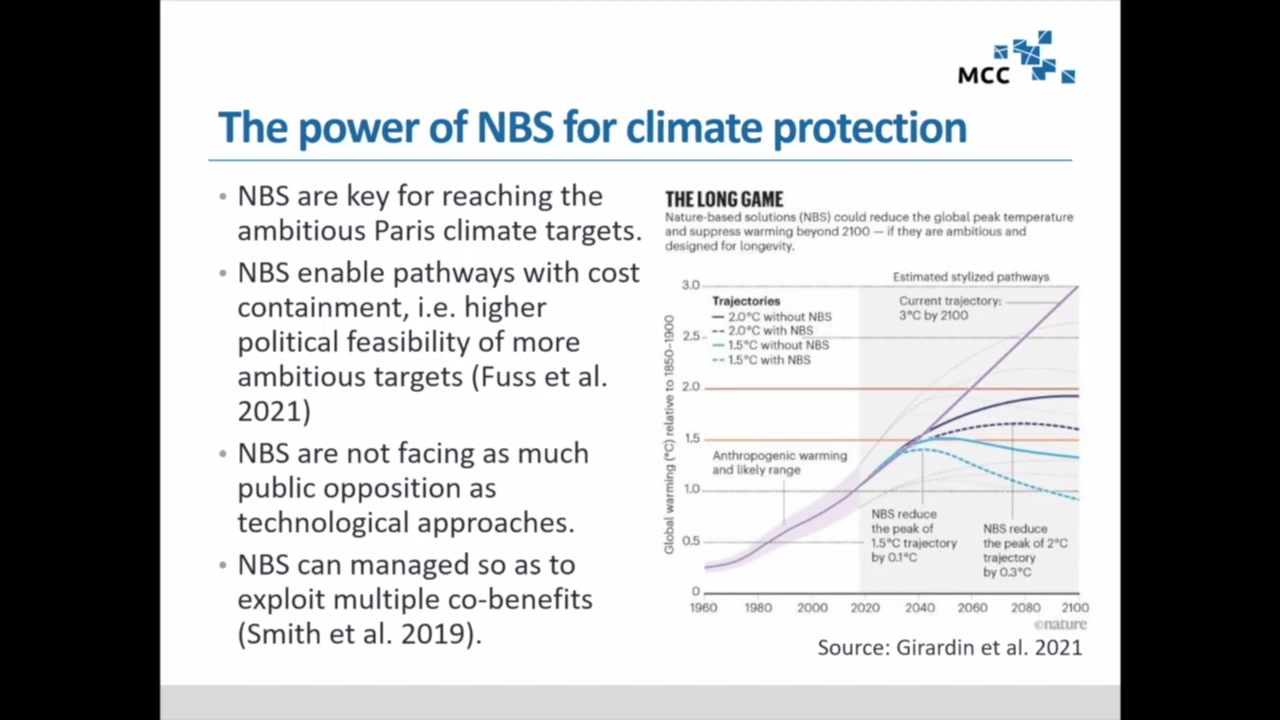 MCC
The power of NBS for climate protection
• NBS are key for reaching the
ambitious Paris climate targets.
• NBS enable pathways with cost
containment, i.e. higher
political feasibility of more
ambitious targets (Fuss et al.
2021)
• NBS are not facing as much
public opposition as
technological approaches.
• NBS can managed so as to
exploit multiple co-benefits
(Smith et al. 2019).
THE LONG GAME
Nature-based solutions (NBS) could reduce the global peak temperature
and suppress warming beyond 2100 — if they are ambitious and
designed for longevity.
Estimated stylized pathways
Trajectories
2.0°C without NBS
2.0°C with NBS
1.5°C without NBS
1.5°C with NBS
Current trajectory:
3°C by 2100
Global warming (°C) relative to 1850–1900
3.0
2.5
2.0
1.5
1.0
0.5
0
Anthropogenic warming
and likely range
NBS reduce
the peak of
1.5°C trajectory
by 0.1°C
NBS reduce
the peak of 2°C
trajectory
by 0.3°C
1960 1980 2000 2020 2040 2060 2080 2100
©nature
Source: Girardin et al. 2021